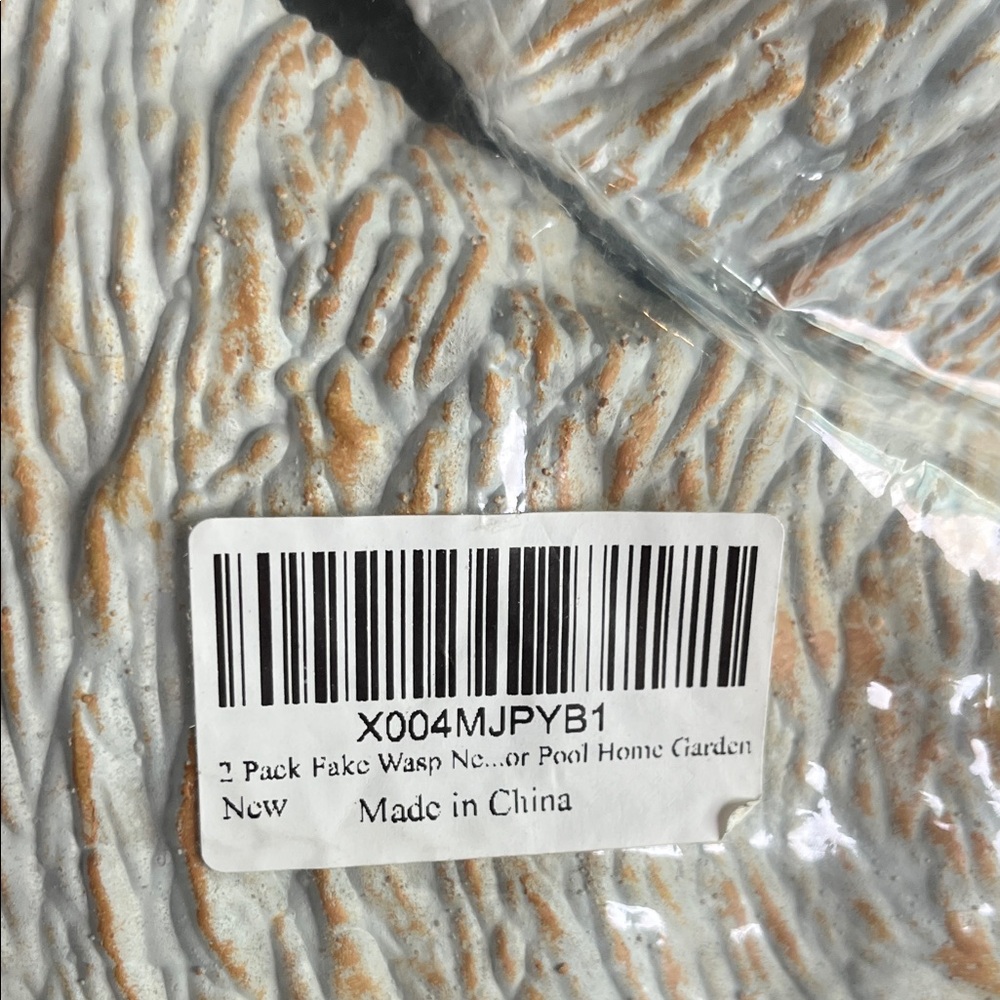 X004MJPYB1
2 Pack Fake Wasp Ne...or Pool Home Garden
New Made in China